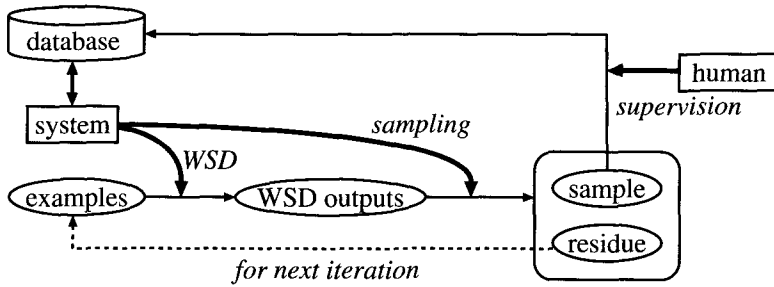 database
human
supervision
system
sampling
WSD
examples
WSD outputs
sample
residue
for next iteration